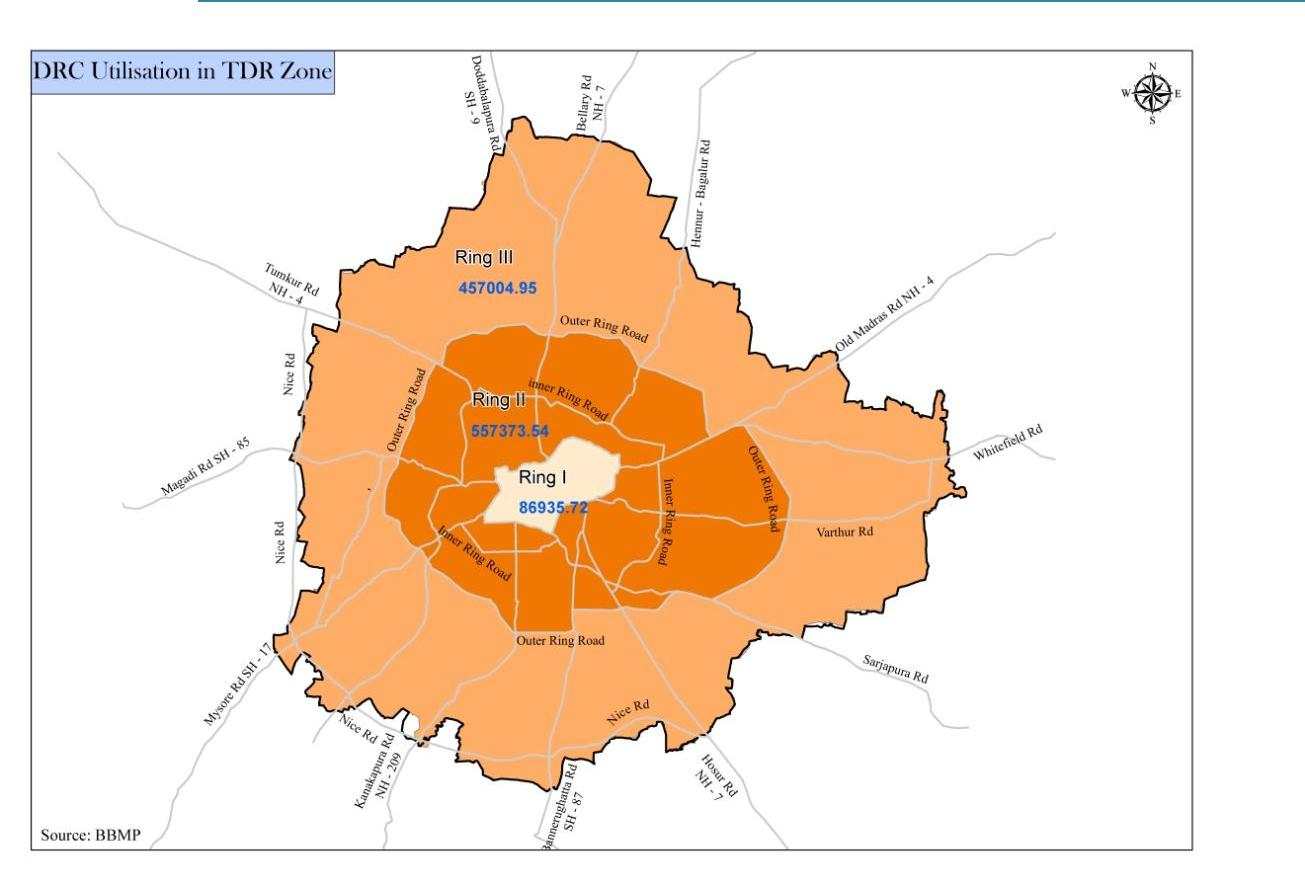 DRC Utilisation in TDR Zone
Doddabalapura Rd
SH - 9
Bellary Rd
NH - 7
N
W
E
S
Hennur - Bagalur Rd
Ring III
457004.95
Tumkur Rd
NH - 4
Old Madras Rd NH - 4
Outer Ring Road
Nice Rd
Outer Ring Road
inner Ring Road
Ring II
557373.54
Magadi Rd SH - 85
Whitefield Rd
Outer Ring Road
Ring I
86935.72
Inner Ring Road
Varthur Rd
Nice Rd
Inner Ring Road
Outer Ring Road
Mysore Rd SH - 17
Sarjapura Rd
Nice Rd
Nice Rd
Kanakapura Rd
NH - 209
Hosur Rd
NH - 7
Bannerughatta Rd
SH - 87
Source: BBMP